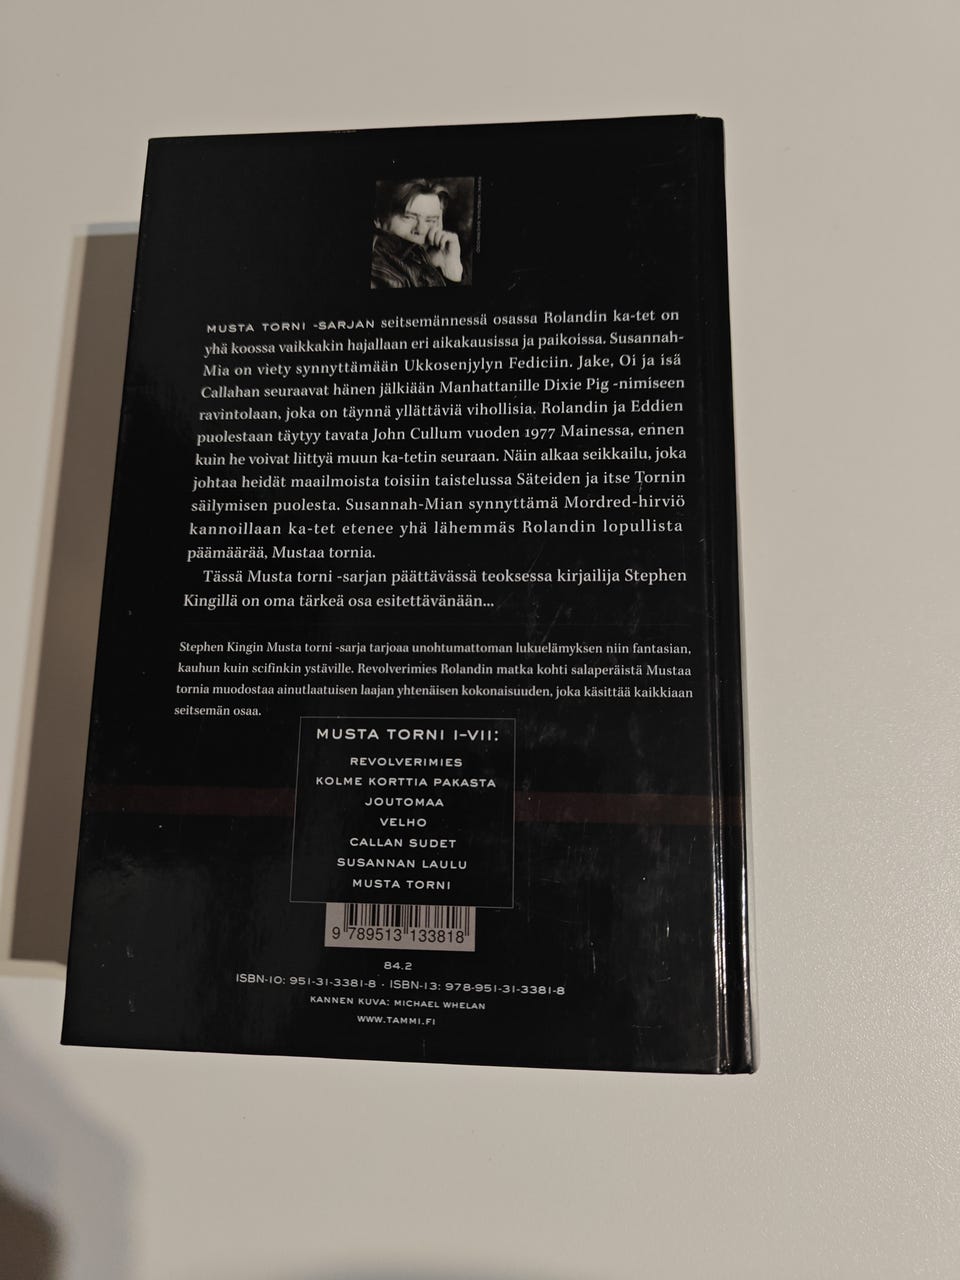 MUSTA TORNI -SARJAN seitsemännessä osassa Rolandin ka-tet on
yhä koossa vaikkakin hajallaan eri aikakausissa ja paikoissa. Susannah-
Mia on viety synnyttämään Ukkosenjylyn Fediciin. Jake, Oi ja isä
Callahan seuraavat hänen jälkiään Manhattanille Dixie Pig -nimiseen
ravintolaan, joka on täynnä yllättäviä vihollisia. Rolandin ja Eddien
puolestaan täytyy tavata John Cullum vuoden 1977 Mainessa, ennen
kuin he voivat liittyä muun ka-tetin seuraan. Näin alkaa seikkailu, joka
johtaa heidät maailmoista toisiin taistelussa Säteiden ja itse Tornin
säilymisen puolesta. Susannah-Mian synnyttämä Mordred-hirviö
kannoillaan ka-tet etenee yhä lähemmäs Rolandin lopullista
päämäärää, Mustaa tornia.
Tässä Musta torni -sarjan päättävässä teoksessa kirjailija Stephen
Kingillä on oma tärkeä osa esitettävänään...
Stephen Kingin Musta torni -sarja tarjoaa unohtumattoman lukuelämyksen niin fantasian,
kauhun kuin scifinkin ystäville. Revolverimies Rolandin matka kohti salaperäistä Mustaa
tornia muodostaa ainutlaatuisen laajan yhtenäisen kokonaisuuden, joka käsittää kaikkiaan
seitsemän osaa.
MUSTA TORNI I-VII:
REVOLVERIMIES
KOLME KORTTIA PAKASTA
JOUTOMAA
VELHO
CALLAN SUDET
SUSANNAN LAULU
MUSTA TORNI
9 789513 133818
84.2
ISBN-10: 951-31-3381-8 · ISBN-13: 978-951-31-3381-8
KANNEN KUVA: MICHAEL WHELAN
WWW.TAMMI.FI